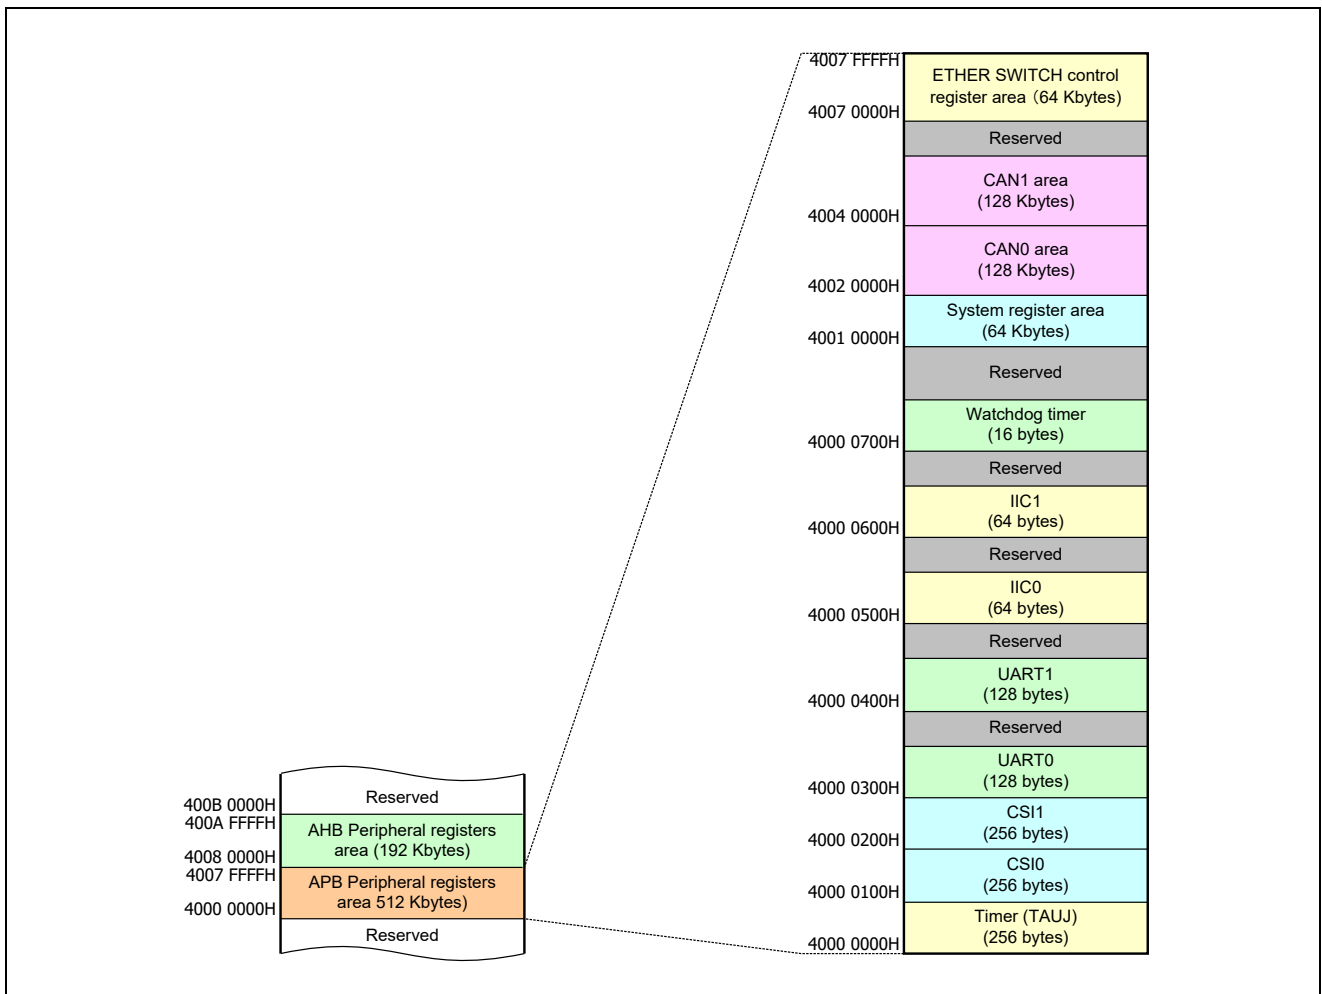 4007 FFFFH
ETHER SWITCH control
register area (64 Kbytes)
4007 0000H
Reserved
CAN1 area
(128 Kbytes)
4004 0000H
CAN0 area
(128 Kbytes)
4002 0000H
System register area
(64 Kbytes)
4001 0000H
Reserved
Watchdog timer
(16 bytes)
4000 0700H
Reserved
IIC1
(64 bytes)
4000 0600H
Reserved
IIC0
(64 bytes)
4000 0500H
Reserved
UART1
(128 bytes)
4000 0400H
Reserved
UART0
(128 bytes)
4000 0300H
CSI1
(256 bytes)
4000 0200H
CSI0
(256 bytes)
4000 0100H
Timer (TAUJ)
(256 bytes)
4000 0000H
Reserved
400B 0000H
400A FFFFH
AHB Peripheral registers
area (192 Kbytes)
4008 0000H
4007 FFFFH
APB Peripheral registers
area 512 Kbytes)
4000 0000H
Reserved